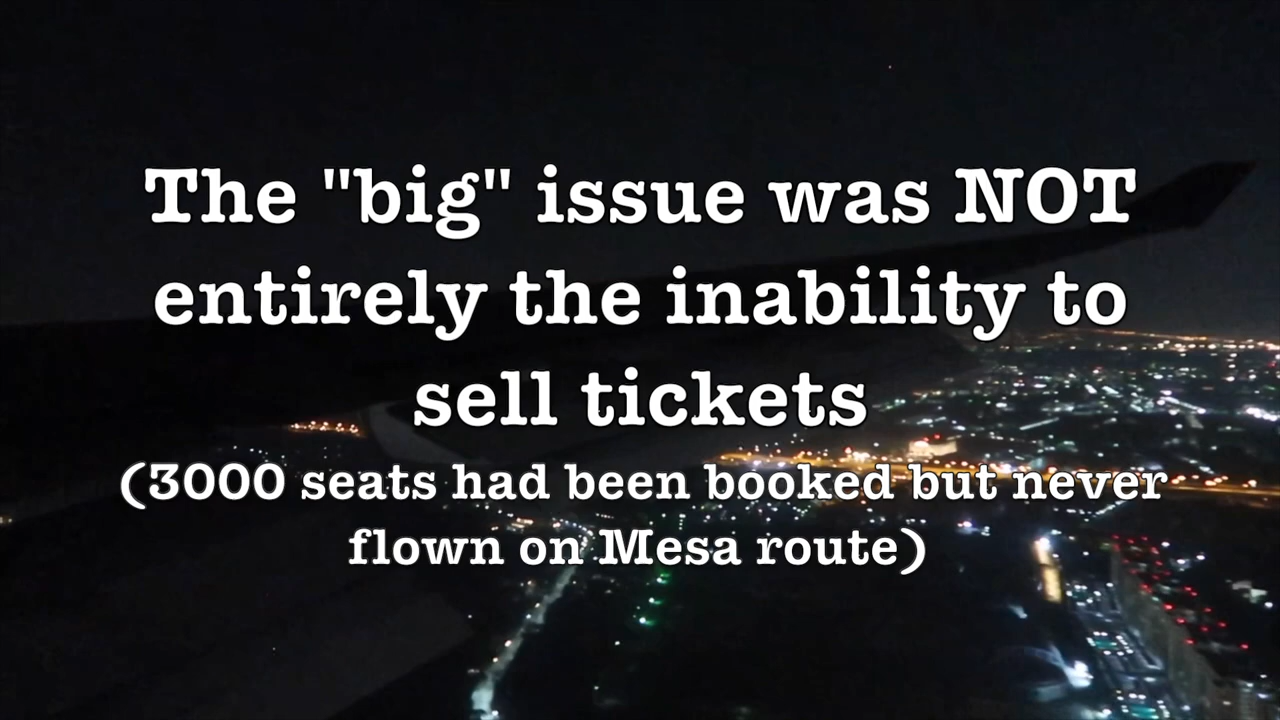 The "big" issue was NOT
entirely the inability to
sell tickets
(3000 seats had been booked but never
flown on Mesa route)